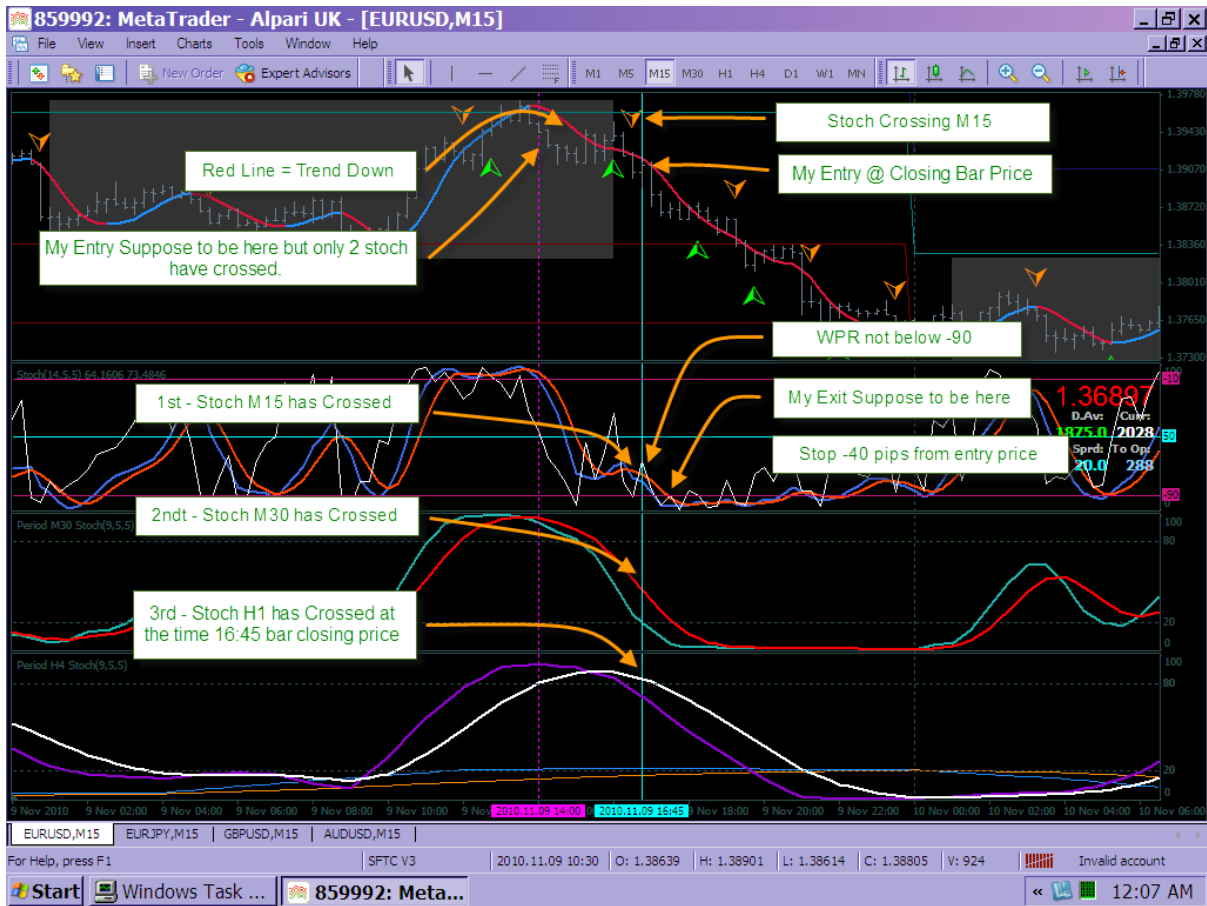 859992: MetaTrader - Alpari UK - [EURUSD,M15]
File View Insert Charts Tools Window Help
New Order Expert Advisors M1 M5 M15 M30 H1 H4 D1 W1 MN
1.39780
1.39430
1.39070
1.38720
1.38360
1.38010
1.37650
1.37300
Stoch Crossing M15
Red Line = Trend Down
My Entry @ Closing Bar Price
My Entry Suppose to be here but only 2 stoch
have crossed.
WPR not below -90
Stoch(14,5,5) 64.1606 73.4846
100
-10
1st - Stoch M15 has Crossed
My Exit Suppose to be here
1.36897
D.Av: Curr:
1875.0 2028
50
Stop -40 pips from entry price
Sprd: To Op:
20.0 288
-90
0
2ndt - Stoch M30 has Crossed
Period M30 Stoch(9,5,5)
100
80
20
0
3rd - Stoch H1 has Crossed at
the time 16:45 bar closing price
Period H4 Stoch(9,5,5)
100
80
20
0
9 Nov 2010 9 Nov 02:00 9 Nov 04:00 9 Nov 06:00 9 Nov 08:00 9 Nov 10:00 9 Nov 2010.11.09 14:00 2010.11.09 16:45 9 Nov 18:00 9 Nov 20:00 10 Nov 00:00 10 Nov 02:00 10 Nov 04:00 10 Nov 06:00
EURUSD,M15 EURJPY,M15 GBPUSD,M15 AUDUSD,M15
For Help, press F1 SFTC V3 2010.11.09 10:30 O: 1.38639 H: 1.38901 L: 1.38614 C: 1.38805 V: 924 Invalid account
Start Windows Task ... 859992: Meta... « 12:07 AM